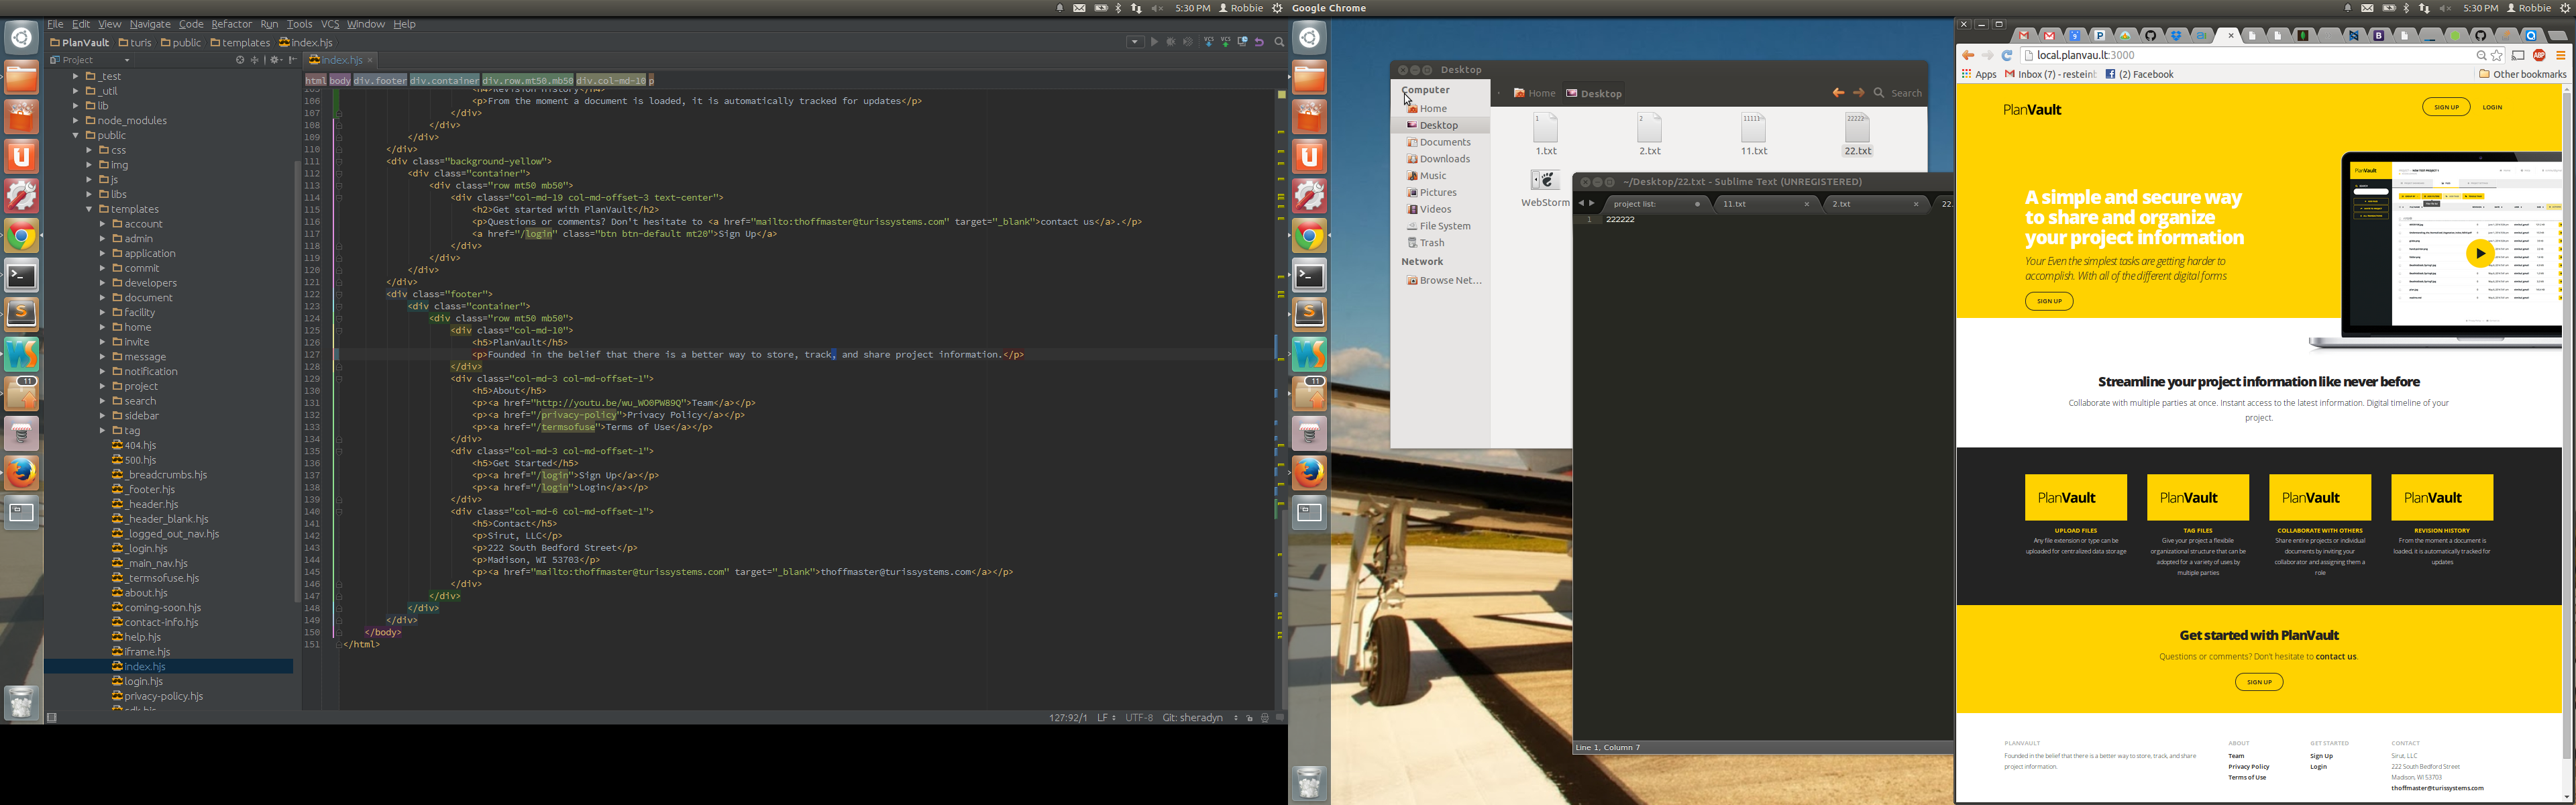 5:30 PM Robbie
Google Chrome
5:30 PM Robbie
File Edit View Navigate Code Refactor Run Tools VCS Window Help
PlanVault turis public templates index.hjs
Project
index.hjs ×
html body div.footer div.container div.row.mt50.mb50 div.col-md-10 p
_test
_util
lib
node_modules
public
css
img
js
libs
templates
account
admin
application
commit
developers
document
facility
home
invite
message
notification
project
search
sidebar
tag
404.hjs
500.hjs
_breadcrumbs.hjs
_footer.hjs
_header.hjs
_header_blank.hjs
_logged_out_nav.hjs
_login.hjs
_main_nav.hjs
_termsofuse.hjs
about.hjs
coming-soon.hjs
contact-info.hjs
help.hjs
iframe.hjs
index.hjs
login.hjs
privacy-policy.hjs
11
<h4>Revision History</h4>
106 <p>From the moment a document is loaded, it is automatically tracked for updates</p>
107 </div>
108 </div>
109 </div>
110 </div>
111 <div class="background-yellow">
112 <div class="container">
113 <div class="row mt50 mb50">
114 <div class="col-md-19 col-md-offset-3 text-center">
115 <h2>Get started with PlanVault</h2>
116 <p>Questions or comments? Don't hesitate to <a href="mailto:thoffmaster@turissystems.com" target="_blank">contact us</a>.</p>
117 <a href="/login" class="btn btn-default mt20">Sign Up</a>
118 </div>
119 </div>
120 </div>
121 </div>
122 <div class="footer">
123 <div class="container">
124 <div class="row mt50 mb50">
125 <div class="col-md-10">
126 <h5>PlanVault</h5>
127 <p>Founded in the belief that there is a better way to store, track, and share project information.</p>
128 </div>
129 <div class="col-md-3 col-md-offset-1">
130 <h5>About</h5>
131 <p><a href="http://youtu.be/wu_WO0PW89Q">Team</a></p>
132 <p><a href="/privacy-policy">Privacy Policy</a></p>
133 <p><a href="/termsofuse">Terms of Use</a></p>
134 </div>
135 <div class="col-md-3 col-md-offset-1">
136 <h5>Get Started</h5>
137 <p><a href="/login">Sign Up</a></p>
138 <p><a href="/login">Login</a></p>
139 </div>
140 <div class="col-md-6 col-md-offset-1">
141 <h5>Contact</h5>
142 <p>Sirut, LLC</p>
143 <p>222 South Bedford Street</p>
144 <p>Madison, WI 53703</p>
145 <p><a href="mailto:thoffmaster@turissystems.com" target="_blank">thoffmaster@turissystems.com</a></p>
146 </div>
147 </div>
148 </div>
149 </div>
150 </body>
151 </html>
127:92/1 LF UTF-8 Git: sheradyn
11
Desktop
Computer
Home
Desktop
Documents
Downloads
Music
Pictures
Videos
File System
Trash
Network
Browse Net...
Home Desktop Search
1 2 11111 22222
1.txt 2.txt 11.txt 22.txt
WebStorm
~/Desktop/22.txt - Sublime Text (UNREGISTERED)
project list: 11.txt × 2.txt × 22.
1 222222
Line 1, Column 7
local.planvau.lt:3000
Apps Inbox (7) - resteint (2) Facebook Other bookmarks
PlanVault SIGN UP LOGIN
A simple and secure way
to share and organize
your project information
Your Even the simplest tasks are getting harder to
accomplish. With all of the different digital forms
SIGN UP
Streamline your project information like never before
Collaborate with multiple parties at once. Instant access to the latest information. Digital timeline of your
project.
PlanVault PlanVault PlanVault PlanVault
UPLOAD FILES
Any file extension or type can be
uploaded for centralized data storage
TAG FILES
Give your project a flexibile
organizational structure that can be
adopted for a variety of uses by
multiple parties
COLLABORATE WITH OTHERS
Share entire projects or individual
documents by inviting your
collaborator and assigning them a
role
REVISION HISTORY
From the moment a document is
loaded, it is automatically tracked for
updates
Get started with PlanVault
Questions or comments? Don't hesitate to contact us.
SIGN UP
PLANVAULT
Founded in the belief that there is a better way to store, track, and share
project information.
ABOUT
Team
Privacy Policy
Terms of Use
GET STARTED
Sign Up
Login
CONTACT
Sirut, LLC
222 South Bedford Street
Madison, WI 53703
thoffmaster@turissystems.com